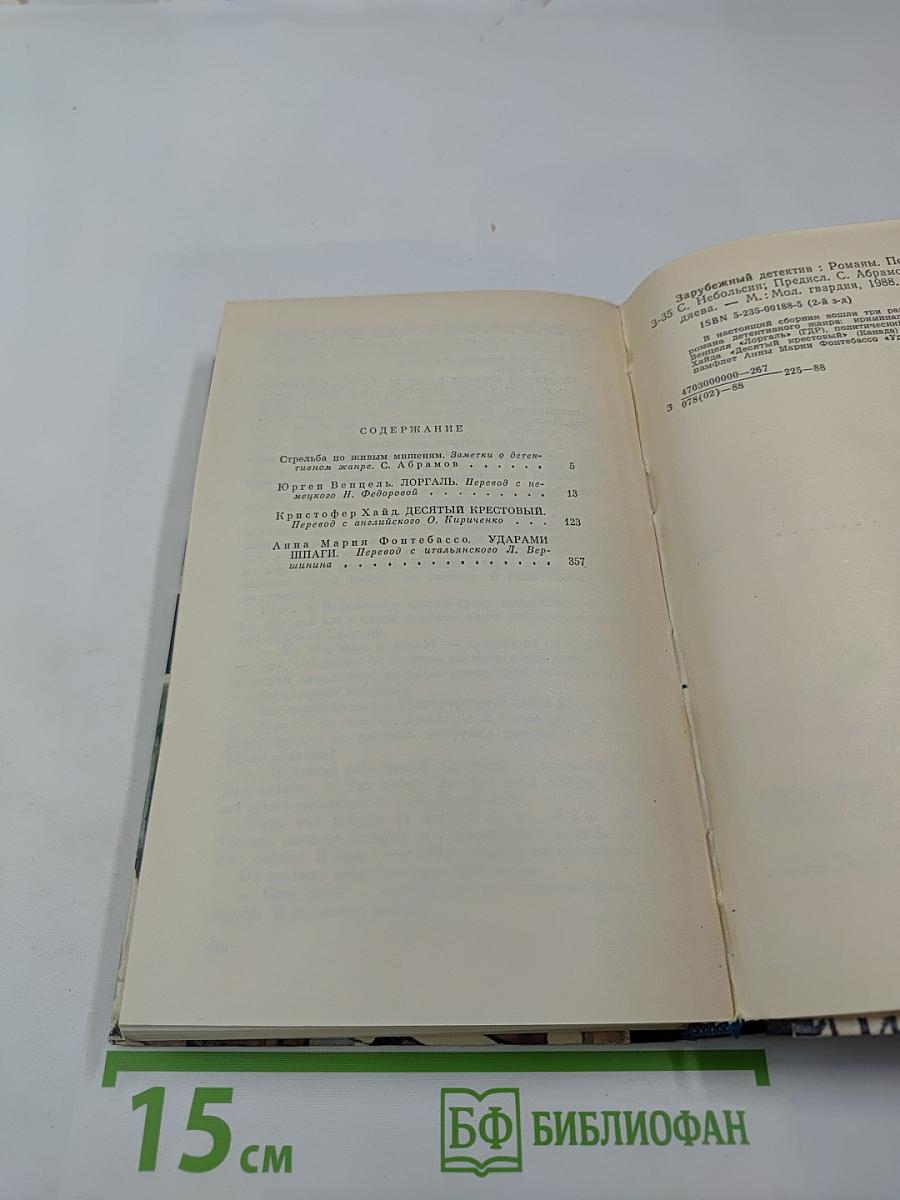 СОДЕРЖАНИЕ
Стрельба по живым мишеням. Заметки о детек-
тивном жанре. С. Абрамов . . . . . . 5
Юрген Венцель. ЛОРГАЛЬ. Перевод с не-
мецкого Н. Федоровой . . . . . . . . . 13
Кристофер Хайд. ДЕСЯТЫЙ КРЕСТОВЫЙ.
Перевод с английского О. Кириченко . . . 123
Анна Мария Фонтебассо. УДАРАМИ
ШПАГИ. Перевод с итальянского Л. Вер-
шинина . . . . . . . . . . . . . . . 357
Зарубежный детектив : Романы. Пе
З-35 С. Небольсин; Предисл. С. Абрамо
дяева. — М.: Мол. гвардия, 1988.
ISBN 5-235-00188-5 (2-й з-д)
В настоящий сборник вошли три раз
романа детективного жанра: криминал
Венцеля «Лоргаль» (ГДР), политический
Хайда «Десятый крестовый» (Канада)
памфлет Анны Марии Фонтебассо «Уд
З 4703000000—267
078(02)—88 225—88
15 см
БФ БИБЛИОФАН